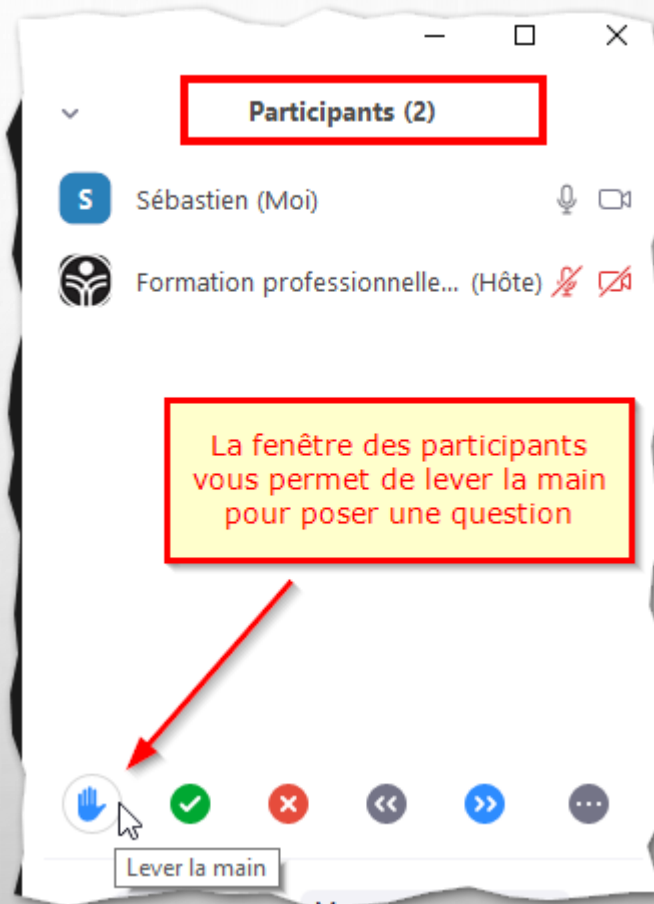 Participants (2)
S
Sébastien (Moi)
Formation professionnelle... (Hôte)
La fenêtre des participants
vous permet de lever la main
pour poser une question
Lever la main